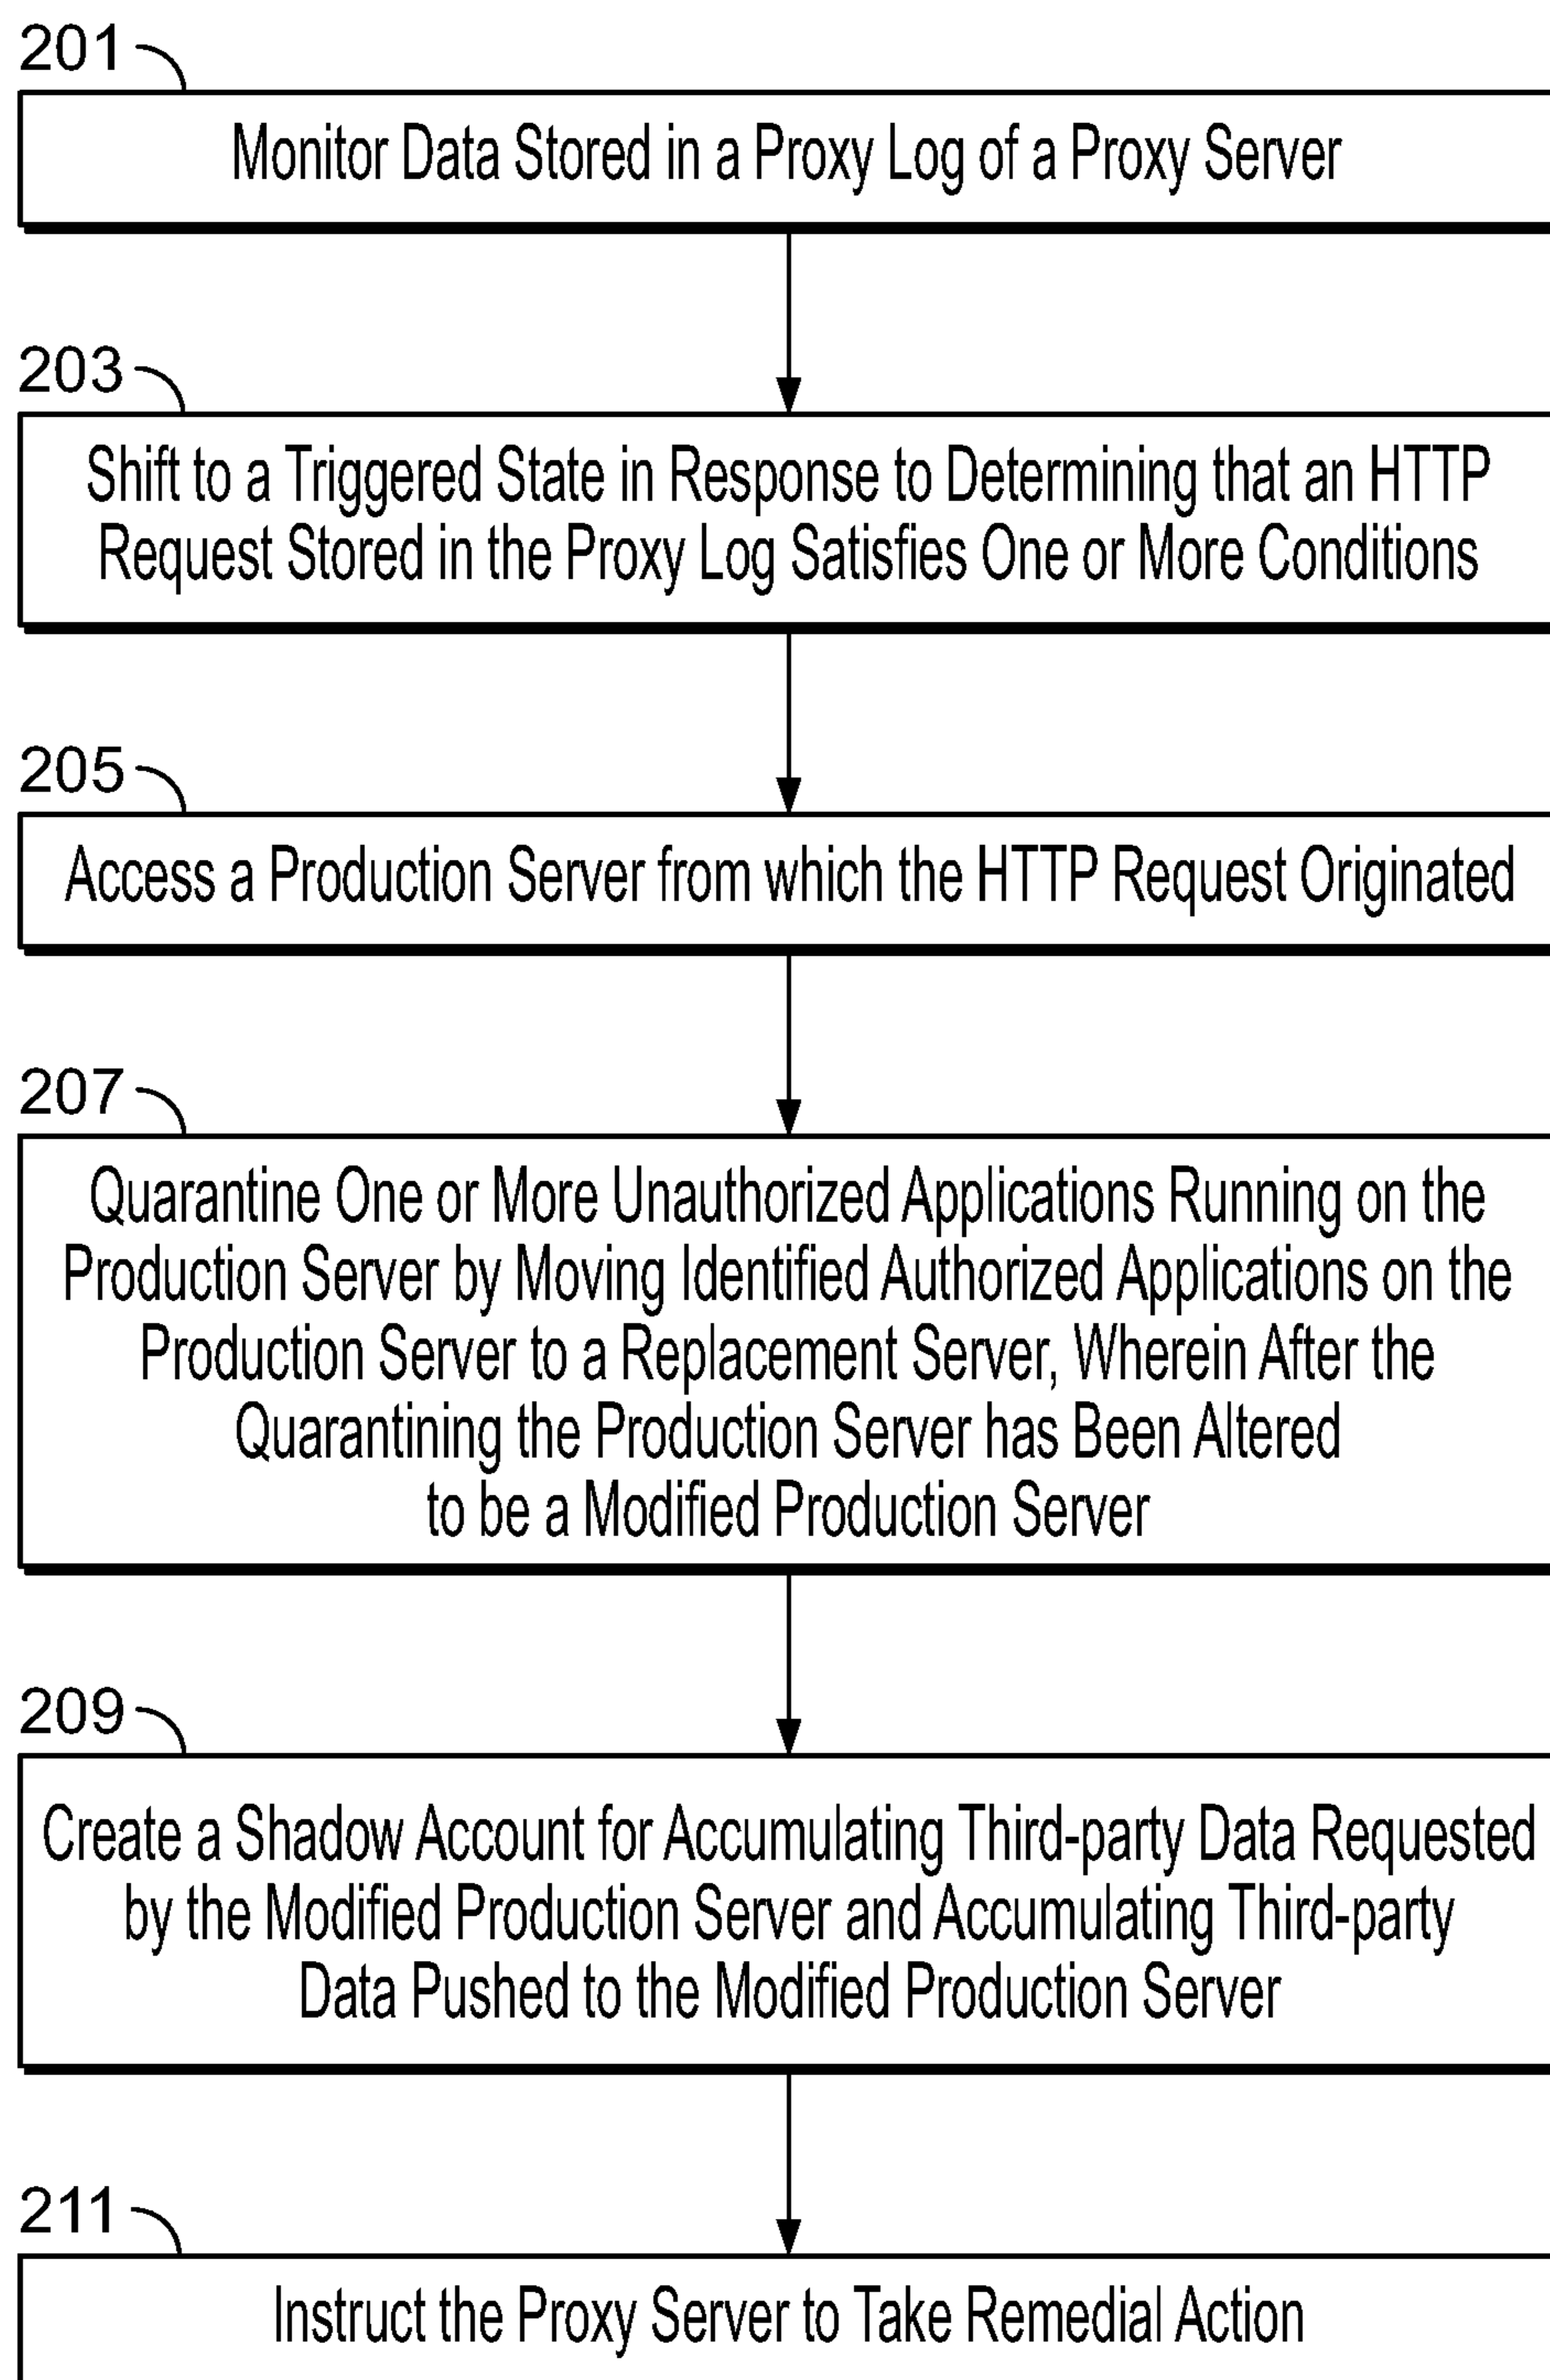 201
Monitor Data Stored in a Proxy Log of a Proxy Server
203
Shift to a Triggered State in Response to Determining that an HTTP
Request Stored in the Proxy Log Satisfies One or More Conditions
205
Access a Production Server from which the HTTP Request Originated
207
Quarantine One or More Unauthorized Applications Running on the
Production Server by Moving Identified Authorized Applications on the
Production Server to a Replacement Server, Wherein After the
Quarantining the Production Server has Been Altered
to be a Modified Production Server
209
Create a Shadow Account for Accumulating Third-party Data Requested
by the Modified Production Server and Accumulating Third-party
Data Pushed to the Modified Production Server
211
Instruct the Proxy Server to Take Remedial Action